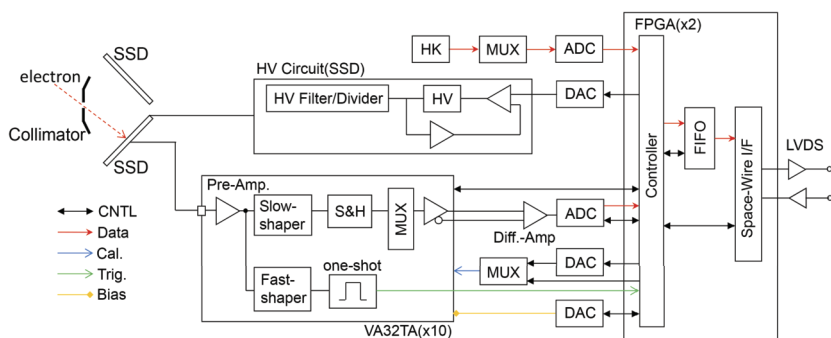 FPGA(x2)
SSD
HK
MUX
ADC
HV Circuit(SSD)
electron
HV Filter/Divider
HV
DAC
Collimator
SSD
Controller
FIFO
Space-Wire I/F
LVDS
Pre-Amp.
Slow-
shaper
S&H
MUX
Diff.-Amp
ADC
CNTL
Data
Cal.
Trig.
Bias
Fast-
shaper
one-shot
MUX
DAC
DAC
VA32TA(x10)